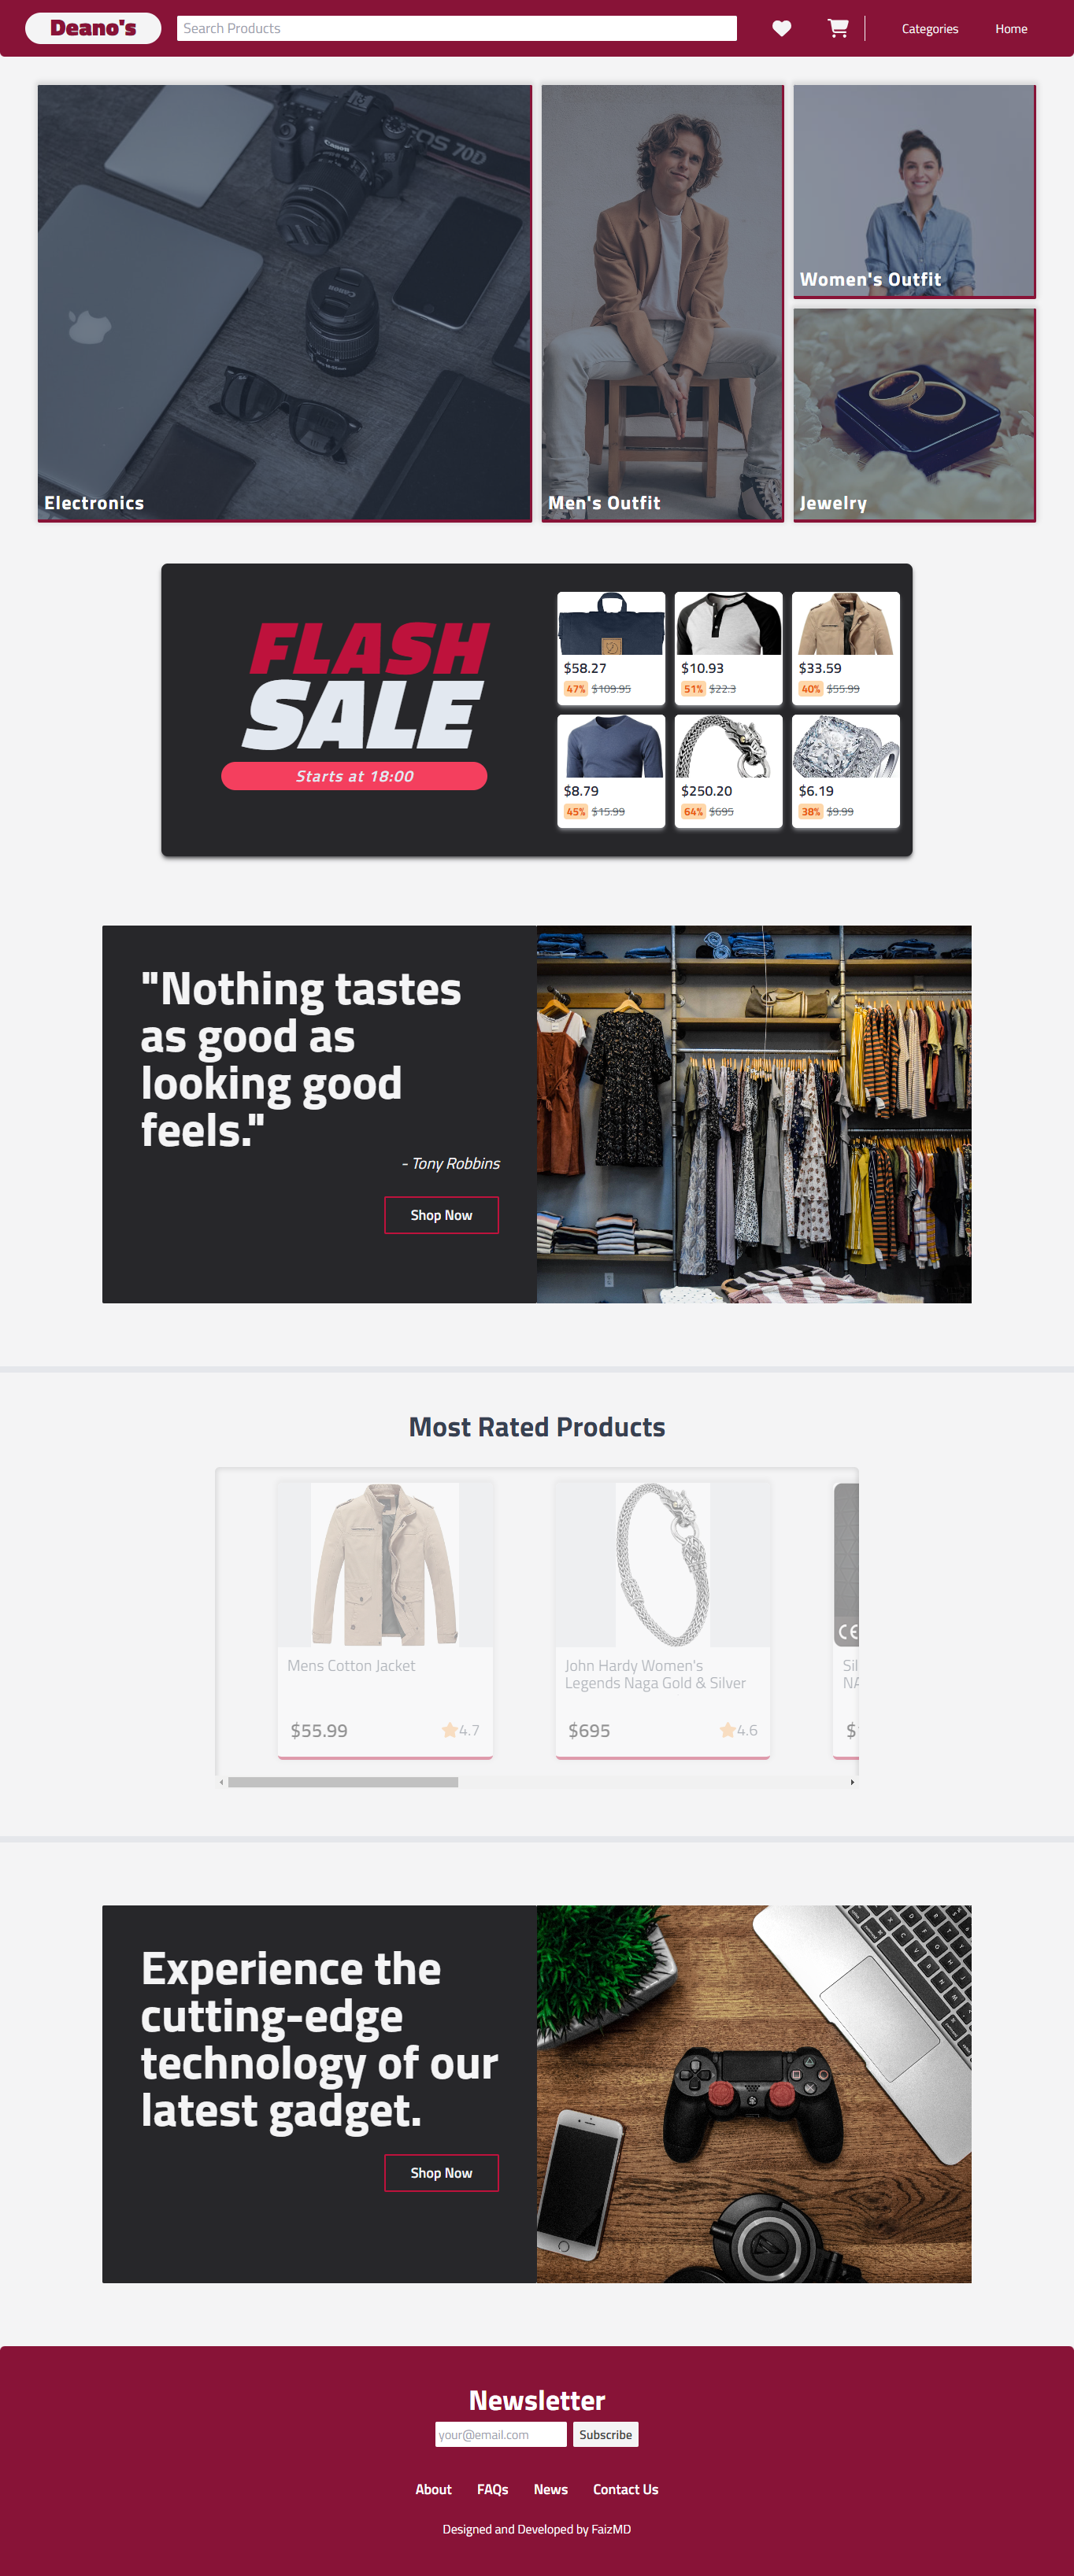 Deano's
Search Products
Categories
Home
EOS 70D
Canon
Electronics
Men's Outfit
Women's Outfit
Jewelry
FLASH
SALE
Starts at 18:00
$58.27
47% $109.95
$10.93
51% $22.3
$33.59
40% $55.99
$8.79
45% $15.99
$250.20
64% $695
$6.19
38% $9.99
"Nothing tastes
as good as
looking good
feels."
- Tony Robbins
Shop Now
Most Rated Products
Mens Cotton Jacket
$55.99
4.7
John Hardy Women's
Legends Naga Gold & Silver
$695
4.6
CE
Sil
NA
$
Experience the
cutting-edge
technology of our
latest gadget.
Shop Now
Newsletter
your@email.com
Subscribe
About
FAQs
News
Contact Us
Designed and Developed by FaizMD